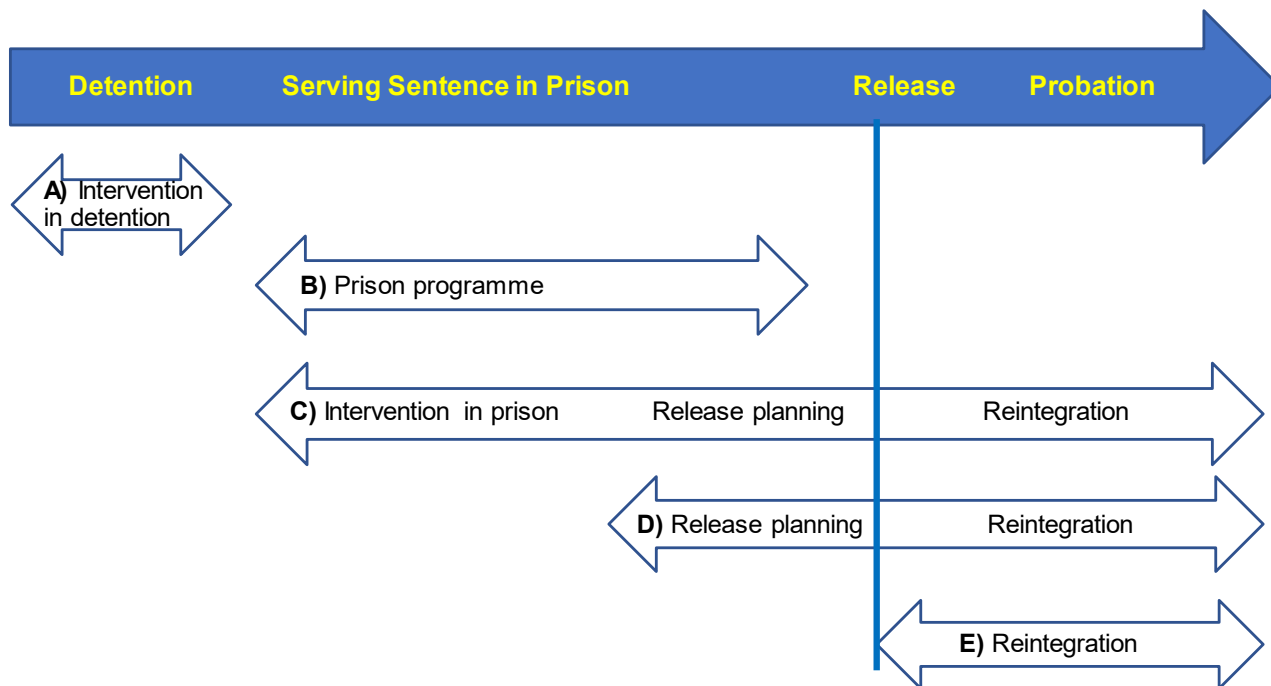 Detention Serving Sentence in Prison Release Probation
A) Intervention
in detention
B) Prison programme
C) Intervention in prison Release planning Reintegration
D) Release planning Reintegration
E) Reintegration